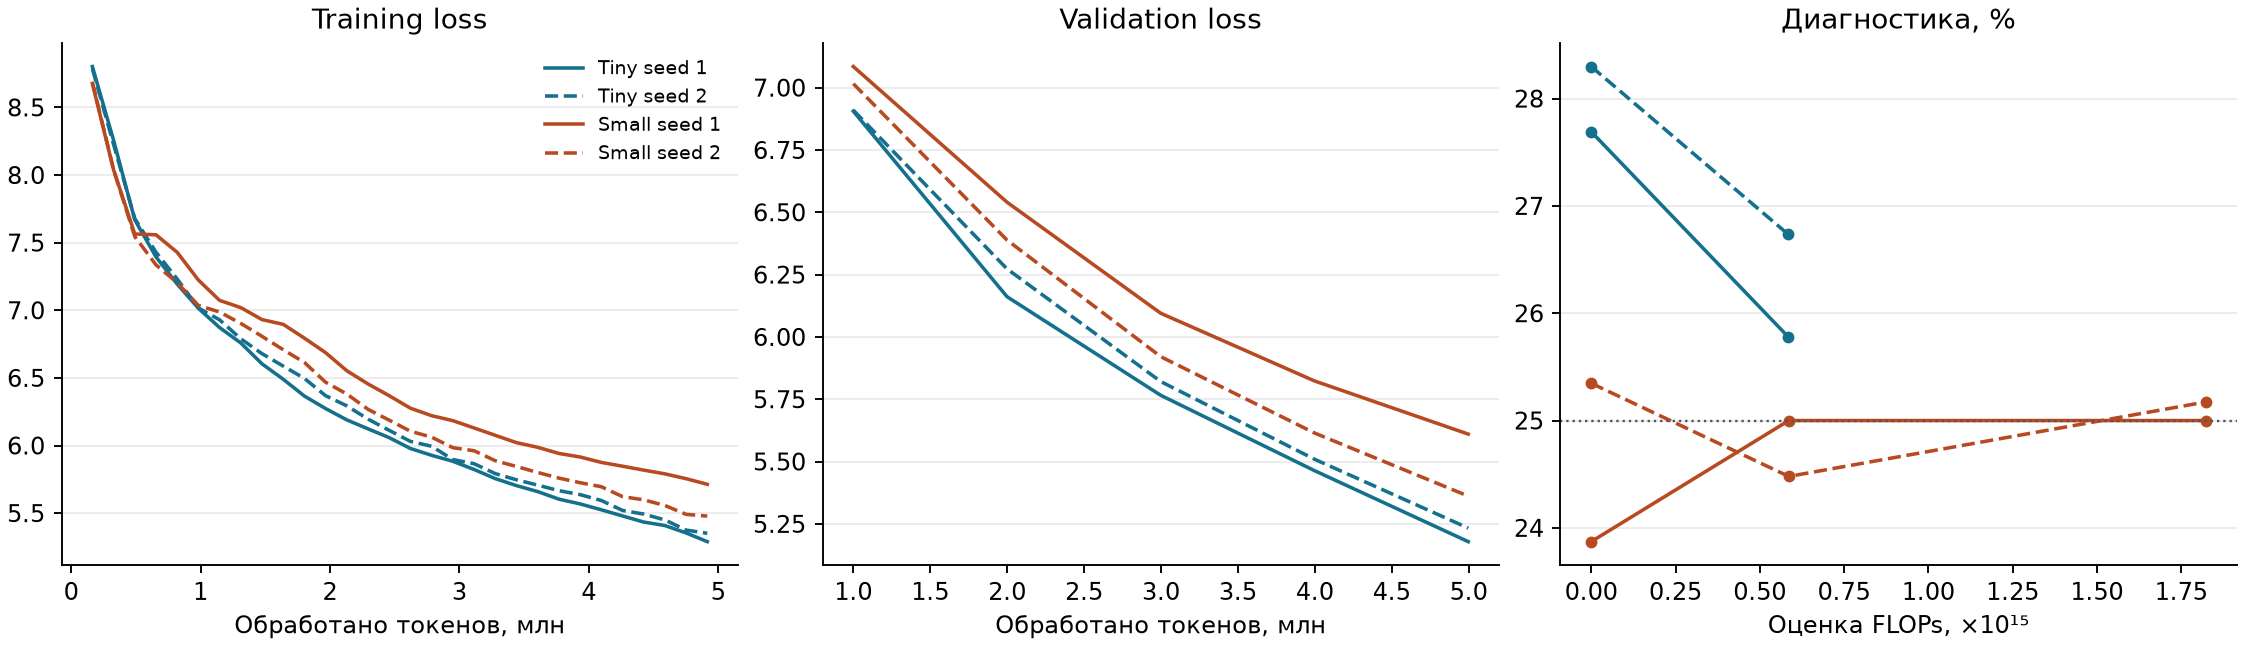 Training loss
8.5
8.0
7.5
7.0
6.5
6.0
5.5
0 1 2 3 4 5
Обработано токенов, млн
Tiny seed 1
Tiny seed 2
Small seed 1
Small seed 2
Validation loss
7.00
6.75
6.50
6.25
6.00
5.75
5.50
5.25
1.0 1.5 2.0 2.5 3.0 3.5 4.0 4.5 5.0
Обработано токенов, млн
Диагностика, %
28
27
26
25
24
0.00 0.25 0.50 0.75 1.00 1.25 1.50 1.75
Оценка FLOPs, ×10¹⁵